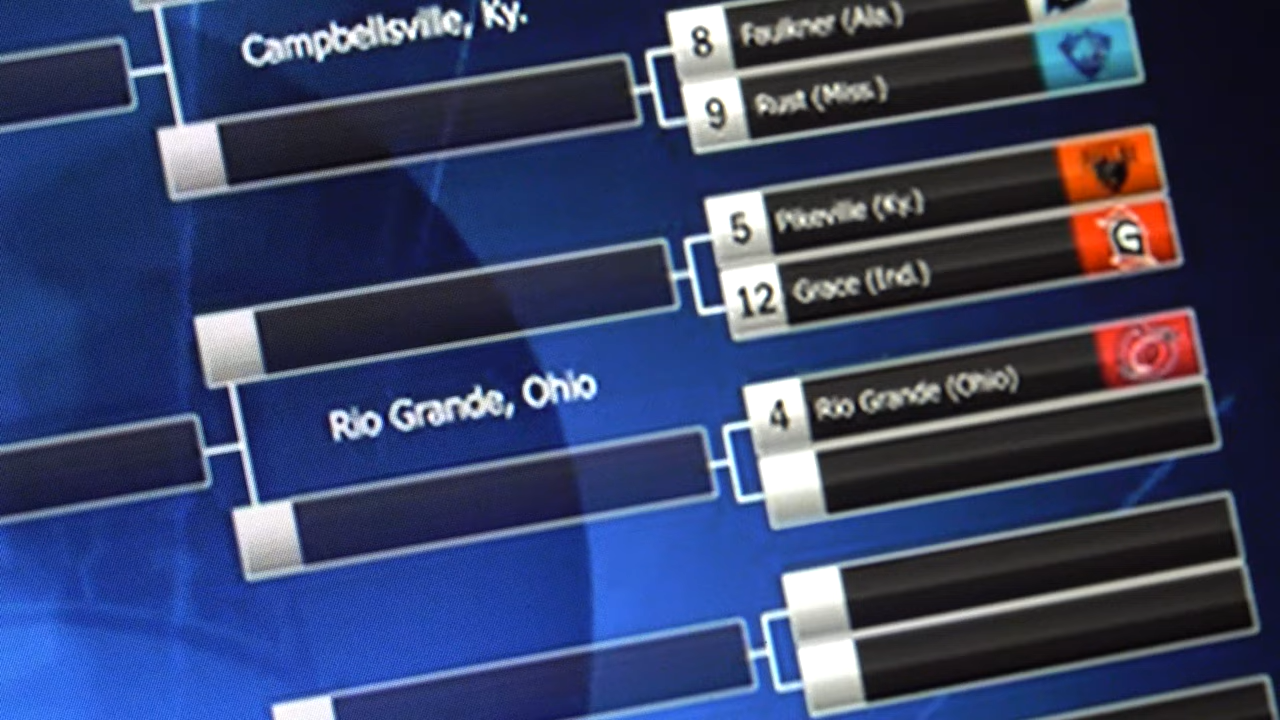 Campbellsville, Ky.
8 Faulkner (Ala.)
9 Rust (Miss.)
5 Pikeville (Ky.)
12 Grace (Ind.)
G
Rio Grande, Ohio
4 Rio Grande (Ohio)